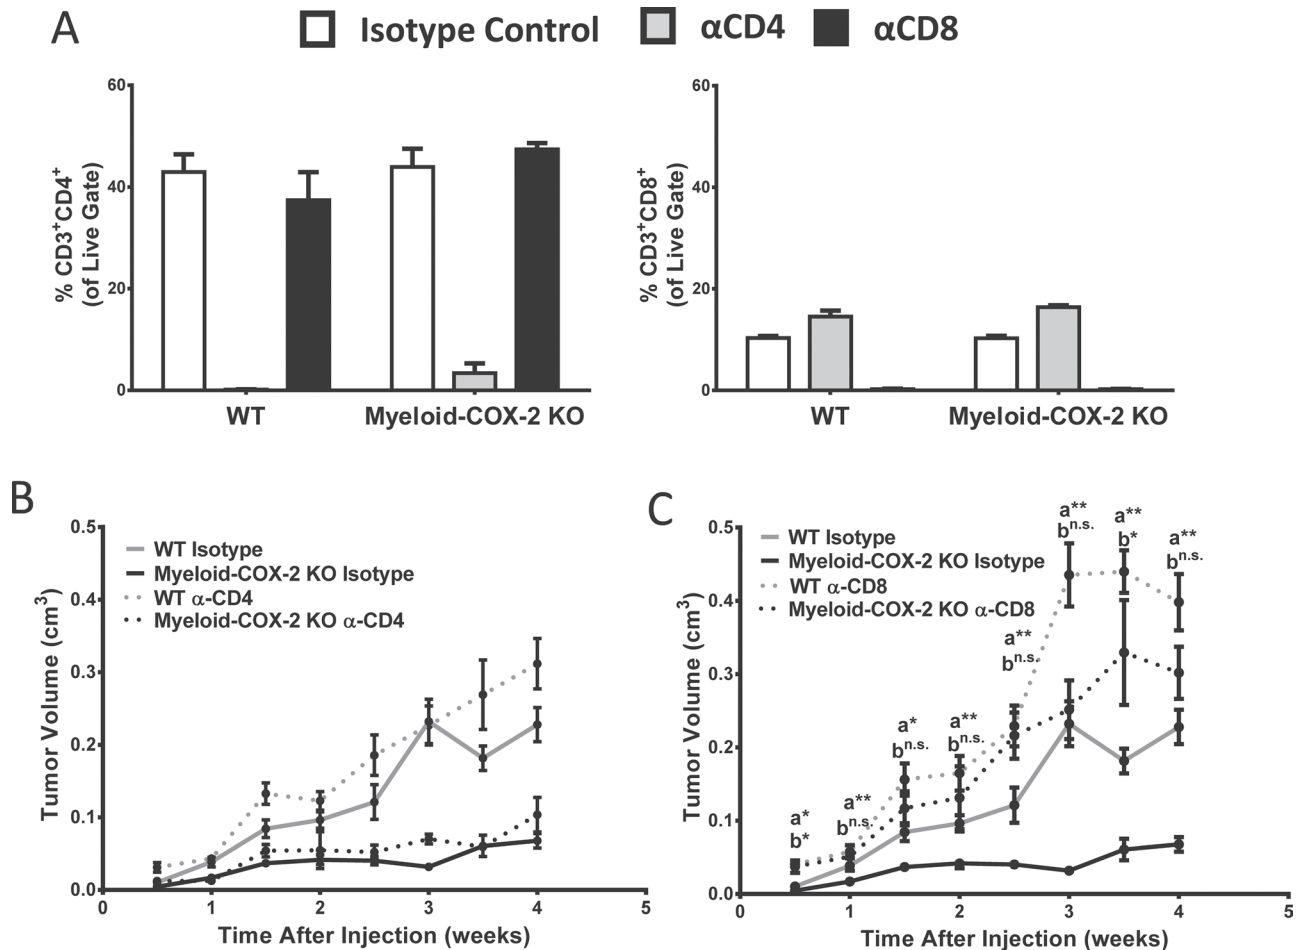 A
Isotype Control αCD4 αCD8
60
40
20
0
% CD3+CD4+
(of Live Gate)
WT Myeloid-COX-2 KO
60
40
20
0
% CD3+CD8+
(of Live Gate)
WT Myeloid-COX-2 KO
B
0.5
0.4
0.3
0.2
0.1
0.0
Tumor Volume (cm3)
WT Isotype
Myeloid-COX-2 KO Isotype
WT α-CD4
Myeloid-COX-2 KO α-CD4
0 1 2 3 4 5
Time After Injection (weeks)
C
0.5
0.4
0.3
0.2
0.1
0.0
Tumor Volume (cm3)
WT Isotype
Myeloid-COX-2 KO Isotype
WT α-CD8
Myeloid-COX-2 KO α-CD8
a*
b*
a**
bn.s.
a*
bn.s.
a**
bn.s.
a**
bn.s.
a**
bn.s.
a**
b*
a**
bn.s.
0 1 2 3 4 5
Time After Injection (weeks)